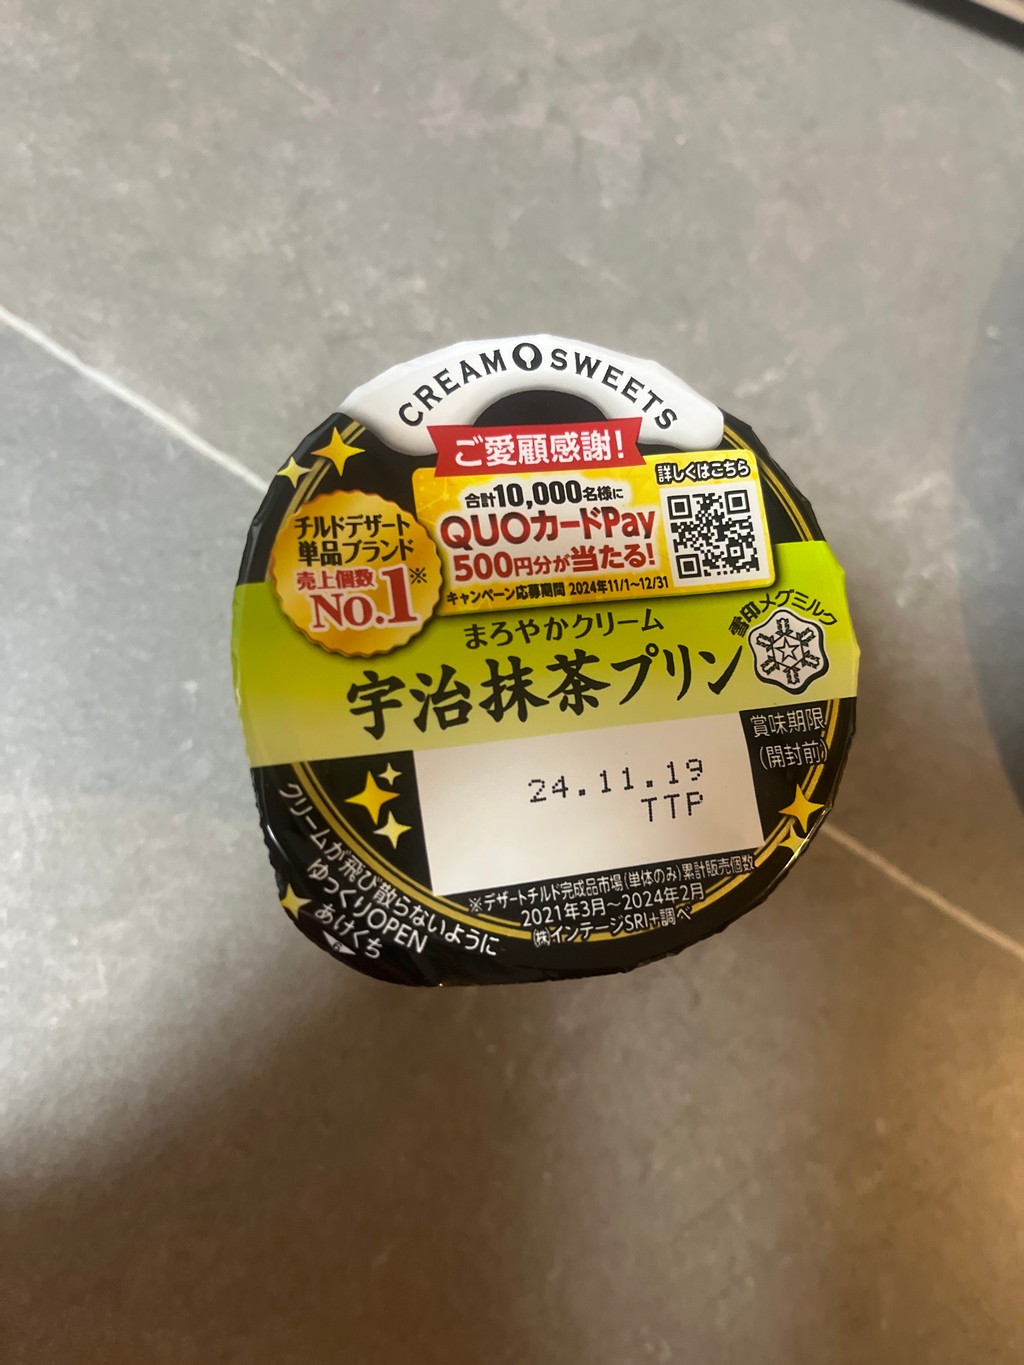 CREAM SWEETS
ご愛顧感謝!
詳しくはこちら
合計10,000名様に
QUOカードPay
500円分が当たる!
キャンペーン応募期間 2024年11/1~12/31
チルドデザート
単品ブランド
売上個数
No.1※
雪印メグミルク
まろやかクリーム
宇治抹茶プリン
賞味期限
(開封前)
24.11.19
TTP
※デザートチルド完成品市場(単体のみ)累計販売個数
2021年3月~2024年2月
㈱インテージSRI+調べ
クリームが飛び散らないように
ゆっくりOPEN
あけくち